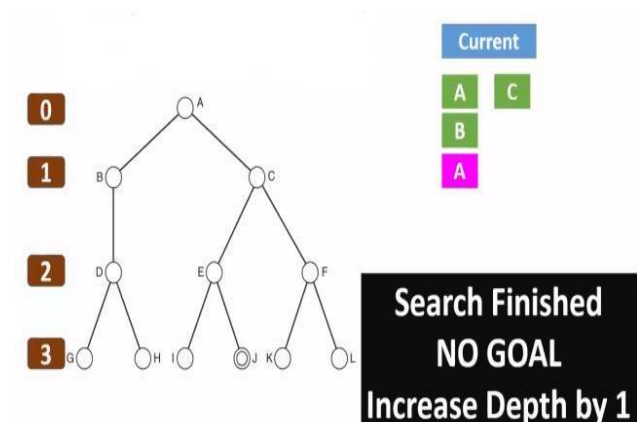 Current
A C
B
A
0
A
1
B C
2
D E F
3
G H I J K L
Search Finished
NO GOAL
Increase Depth by 1